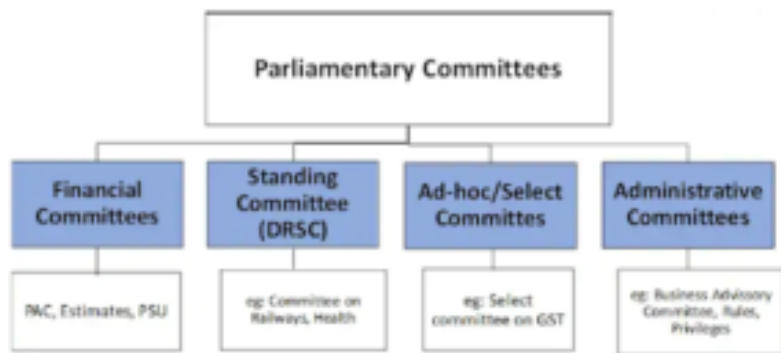 Parliamentary Committees
Financial
Committees
Standing
Committee
(DRSC)
Ad-hoc/Select
Committes
Administrative
Committees
PAC, Estimates, PSU
eg: Committee on
Railways, Health
eg: Select
committee on GST
eg: Business Advisory
Committee, Rules,
Privileges